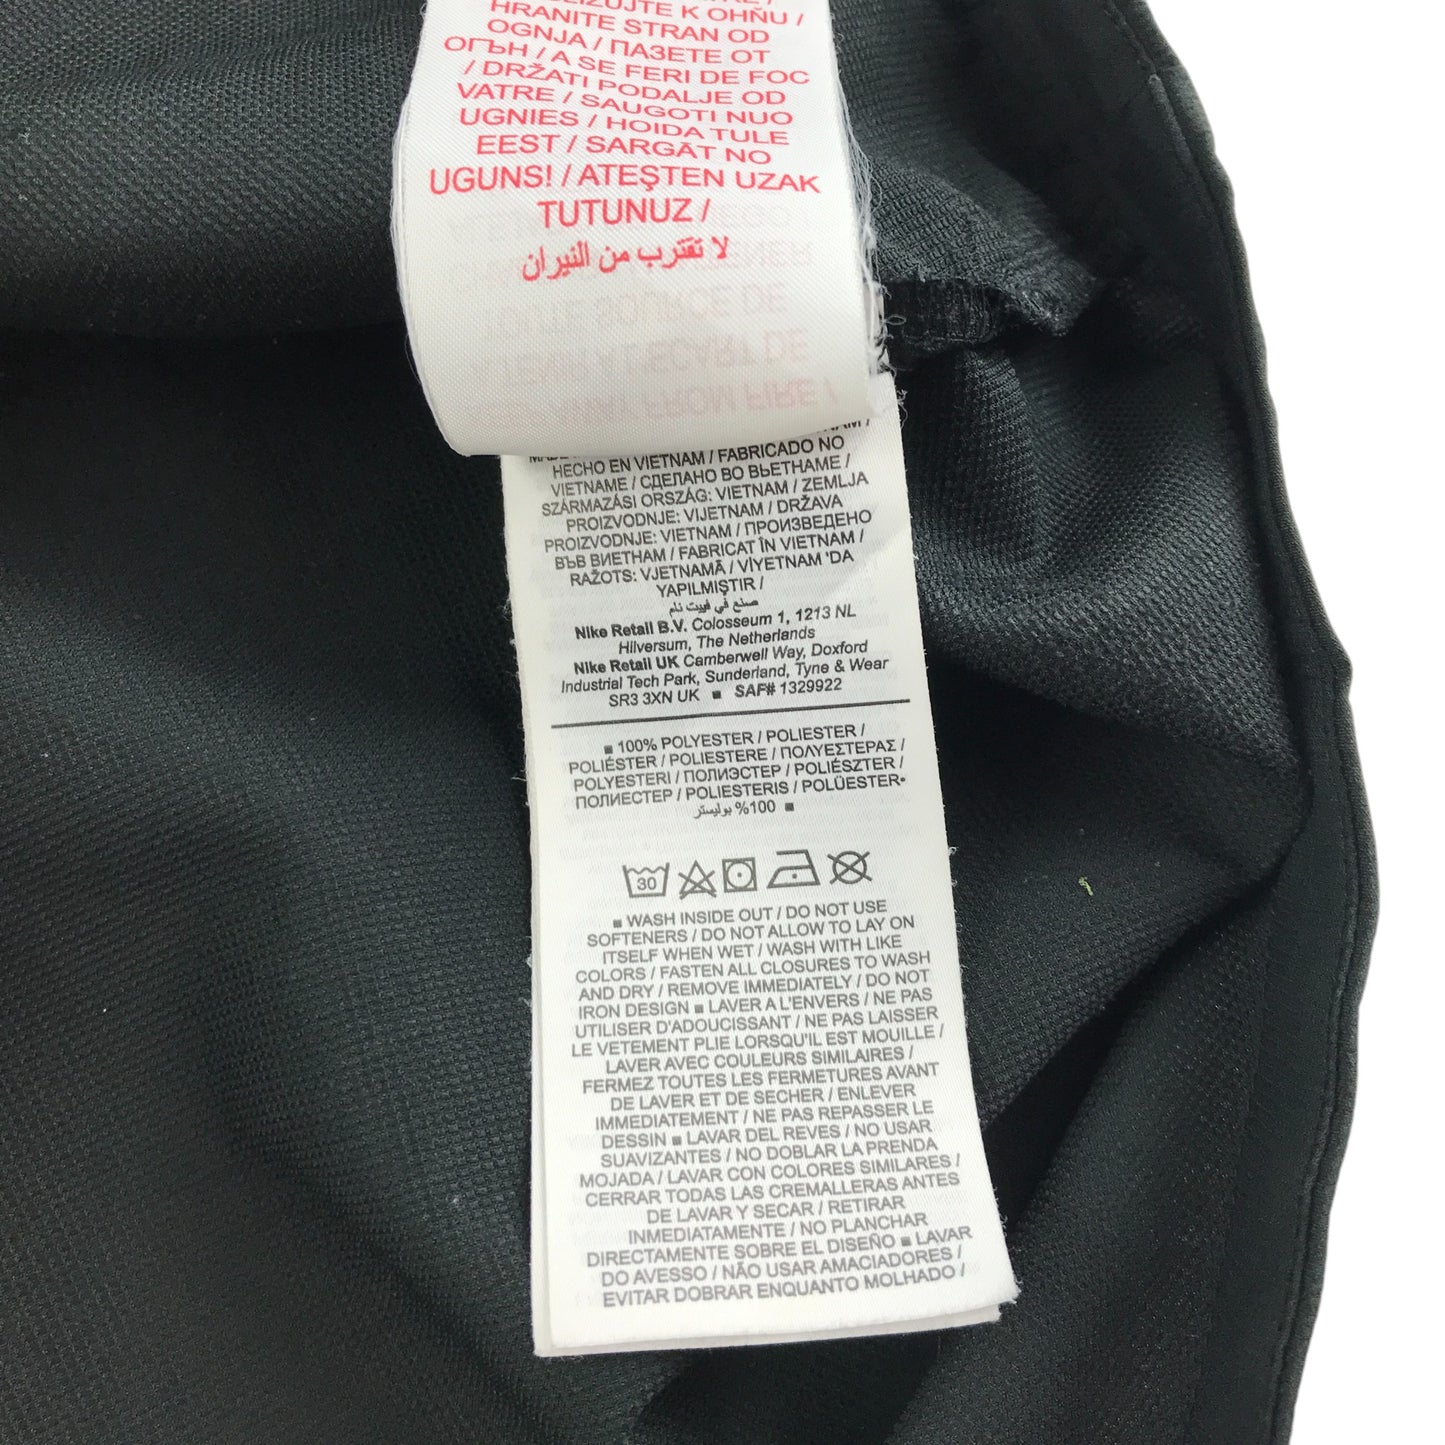 HRANITE STRAN OD
OGNJA / ПАЗЕТЕ ОТ
ОГЪН / A SE FERI DE FOC
/ DRŽATI PODALJE OD
VATRE / SAUGOTI NUO
UGNIES / HOIDA TULE
EEST / SARGĀT NO
UGUNS! / ATEŞTEN UZAK
TUTUNUZ /
لا تقترب من النيران
HECHO EN VIETNAM / FABRICADO NO
VIETNAME / СДЕЛАНО ВО ВЬЕТНАМЕ /
SZÁRMAZÁSI ORSZÁG: VIETNAM / ZEMLJA
PROIZVODNJE: VIJETNAM / DRŽAVA
PROIZVODNJE: VIETNAM / ПРОИЗВЕДЕНО
ВЪВ ВИЕТНАМ / FABRICAT ÎN VIETNAM /
RAŽOTS: VJETNAMĀ / VİYETNAM 'DA
YAPILMIŞTIR /
صنع في فييت نام
Nike Retail B.V. Colosseum 1, 1213 NL
Hilversum, The Netherlands
Nike Retail UK Camberwell Way, Doxford
Industrial Tech Park, Sunderland, Tyne & Wear
SR3 3XN UK ■ SAF# 1329922
■ 100% POLYESTER / POLIESTER /
POLIÉSTER / POLIESTERE / ΠΟΛΥΕΣΤΕΡΑΣ /
POLYESTERI / ПОЛИЭСТЕР / POLIÉSZTER /
ПОЛИЕСТЕР / POLIESTERIS / POLÜESTER•
■ 100% بوليستر
30
■ WASH INSIDE OUT / DO NOT USE
SOFTENERS / DO NOT ALLOW TO LAY ON
ITSELF WHEN WET / WASH WITH LIKE
COLORS / FASTEN ALL CLOSURES TO WASH
AND DRY / REMOVE IMMEDIATELY / DO NOT
IRON DESIGN ■ LAVER A L'ENVERS / NE PAS
UTILISER D'ADOUCISSANT / NE PAS LAISSER
LE VETEMENT PLIE LORSQU'IL EST MOUILLE /
LAVER AVEC COULEURS SIMILAIRES /
FERMEZ TOUTES LES FERMETURES AVANT
DE LAVER ET DE SECHER / ENLEVER
IMMEDIATEMENT / NE PAS REPASSER LE
DESSIN ■ LAVAR DEL REVES / NO USAR
SUAVIZANTES / NO DOBLAR LA PRENDA
MOJADA / LAVAR CON COLORES SIMILARES /
CERRAR TODAS LAS CREMALLERAS ANTES
DE LAVAR Y SECAR / RETIRAR
INMEDIATAMENTE / NO PLANCHAR
DIRECTAMENTE SOBRE EL DISEÑO ■ LAVAR
DO AVESSO / NÃO USAR AMACIADORES /
EVITAR DOBRAR ENQUANTO MOLHADO /